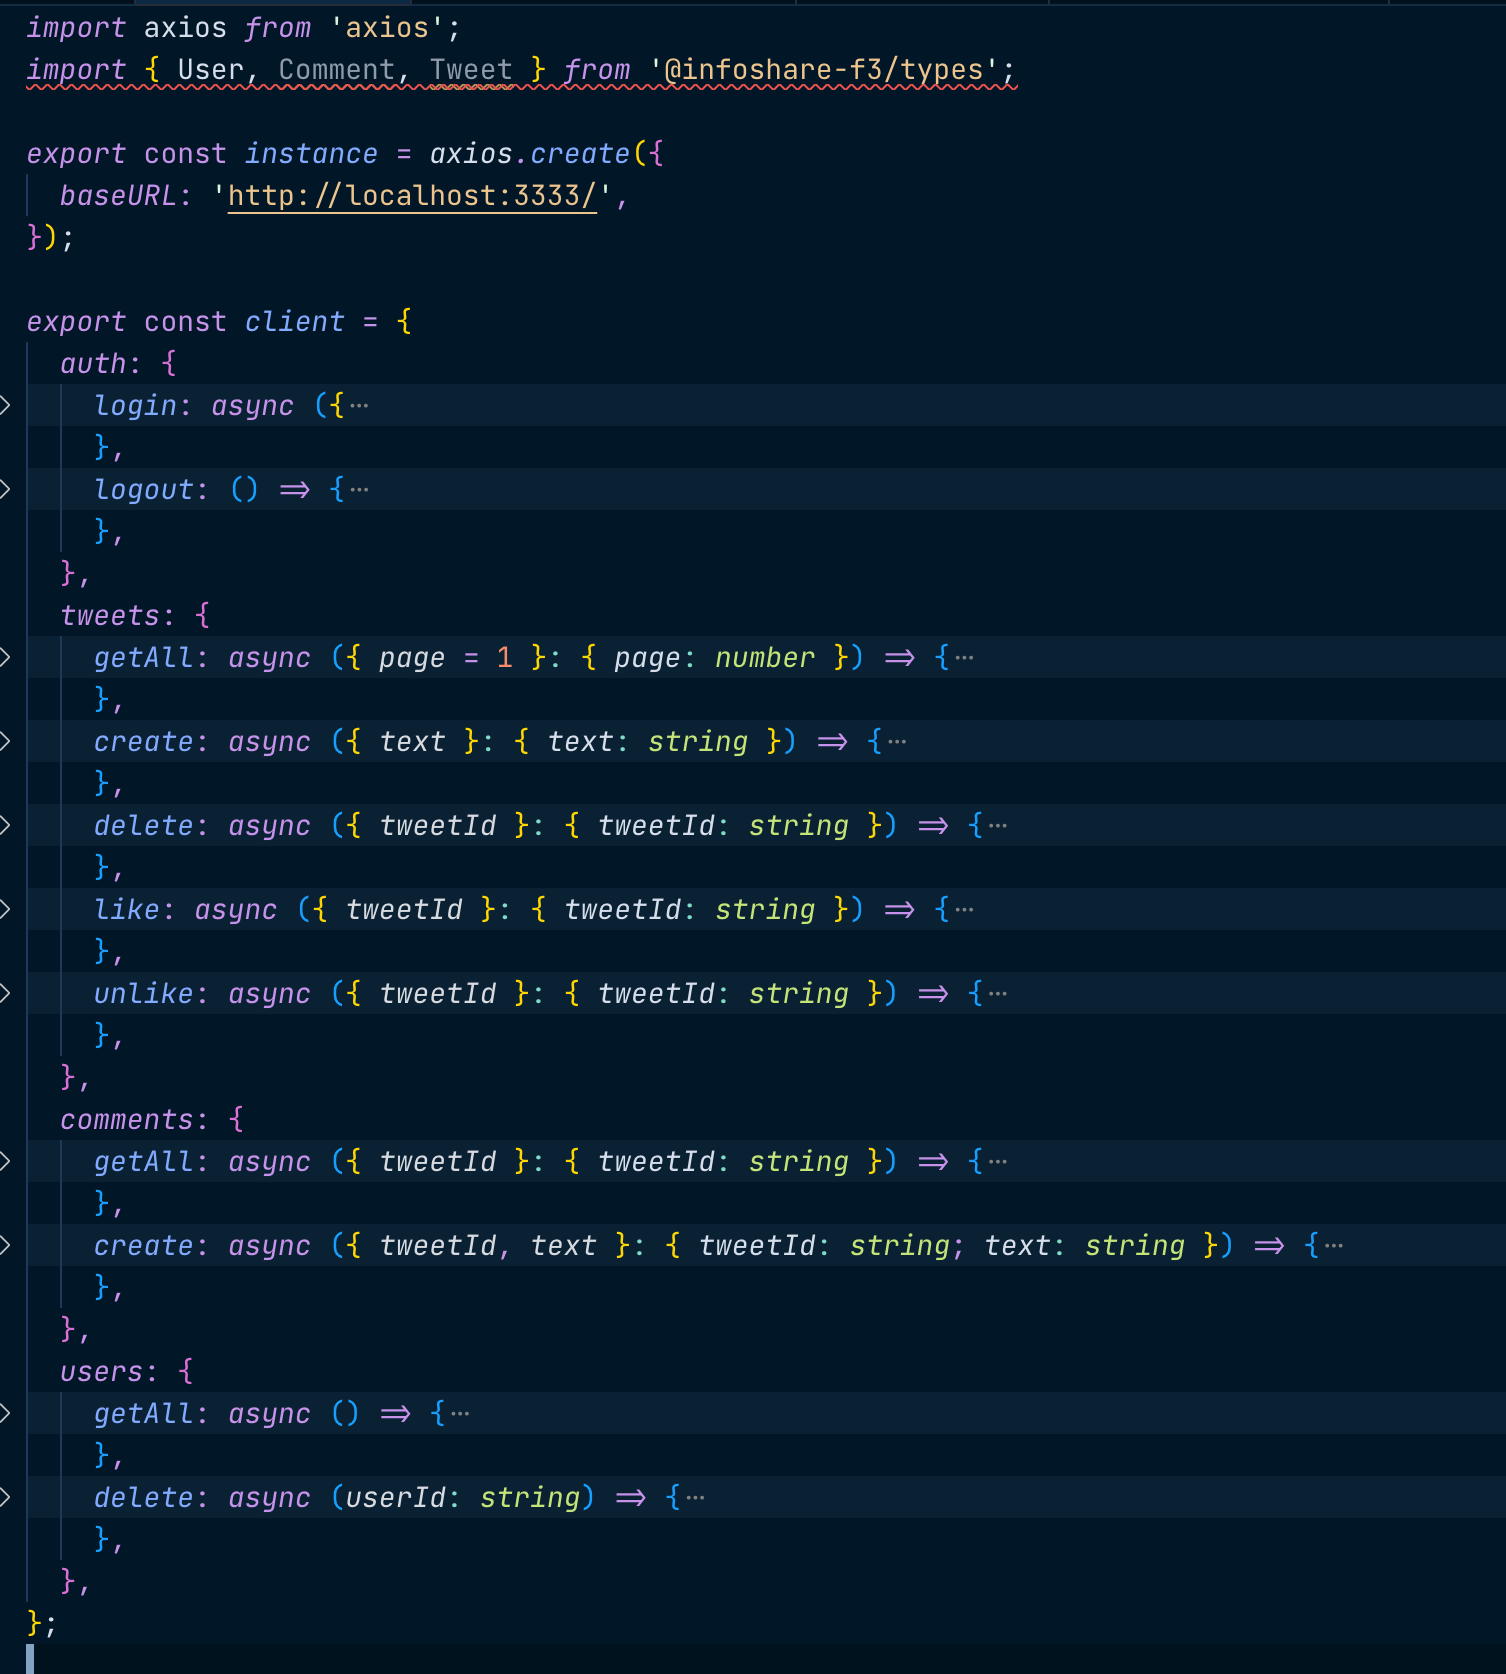 import axios from 'axios';
import { User, Comment, Tweet } from '@infoshare-f3/types';
export const instance = axios.create({
  baseURL: 'http://localhost:3333/',
});
export const client = {
  auth: {
    login: async ({···
    },
    logout: () => {···
    },
  },
  tweets: {
    getAll: async ({ page = 1 }: { page: number }) => {···
    },
    create: async ({ text }: { text: string }) => {···
    },
    delete: async ({ tweetId }: { tweetId: string }) => {···
    },
    like: async ({ tweetId }: { tweetId: string }) => {···
    },
    unlike: async ({ tweetId }: { tweetId: string }) => {···
    },
  },
  comments: {
    getAll: async ({ tweetId }: { tweetId: string }) => {···
    },
    create: async ({ tweetId, text }: { tweetId: string; text: string }) => {···
    },
  },
  users: {
    getAll: async () => {···
    },
    delete: async (userId: string) => {···
    },
  },
};